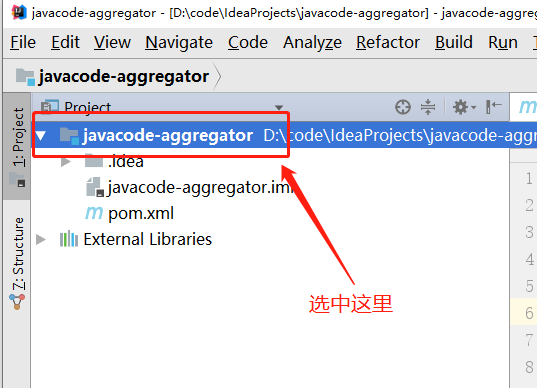 javacode-aggregator - [D:\code\IdeaProjects\javacode-aggregator] - javacode-aggreg
File Edit View Navigate Code Analyze Refactor Build Run
javacode-aggregator
Project
javacode-aggregator D:\code\IdeaProjects\javacode-aggr
.idea
javacode-aggregator.iml
pom.xml
External Libraries
1: Project
7: Structure
选中这里
m
1
2
3
4
5
6
7
8